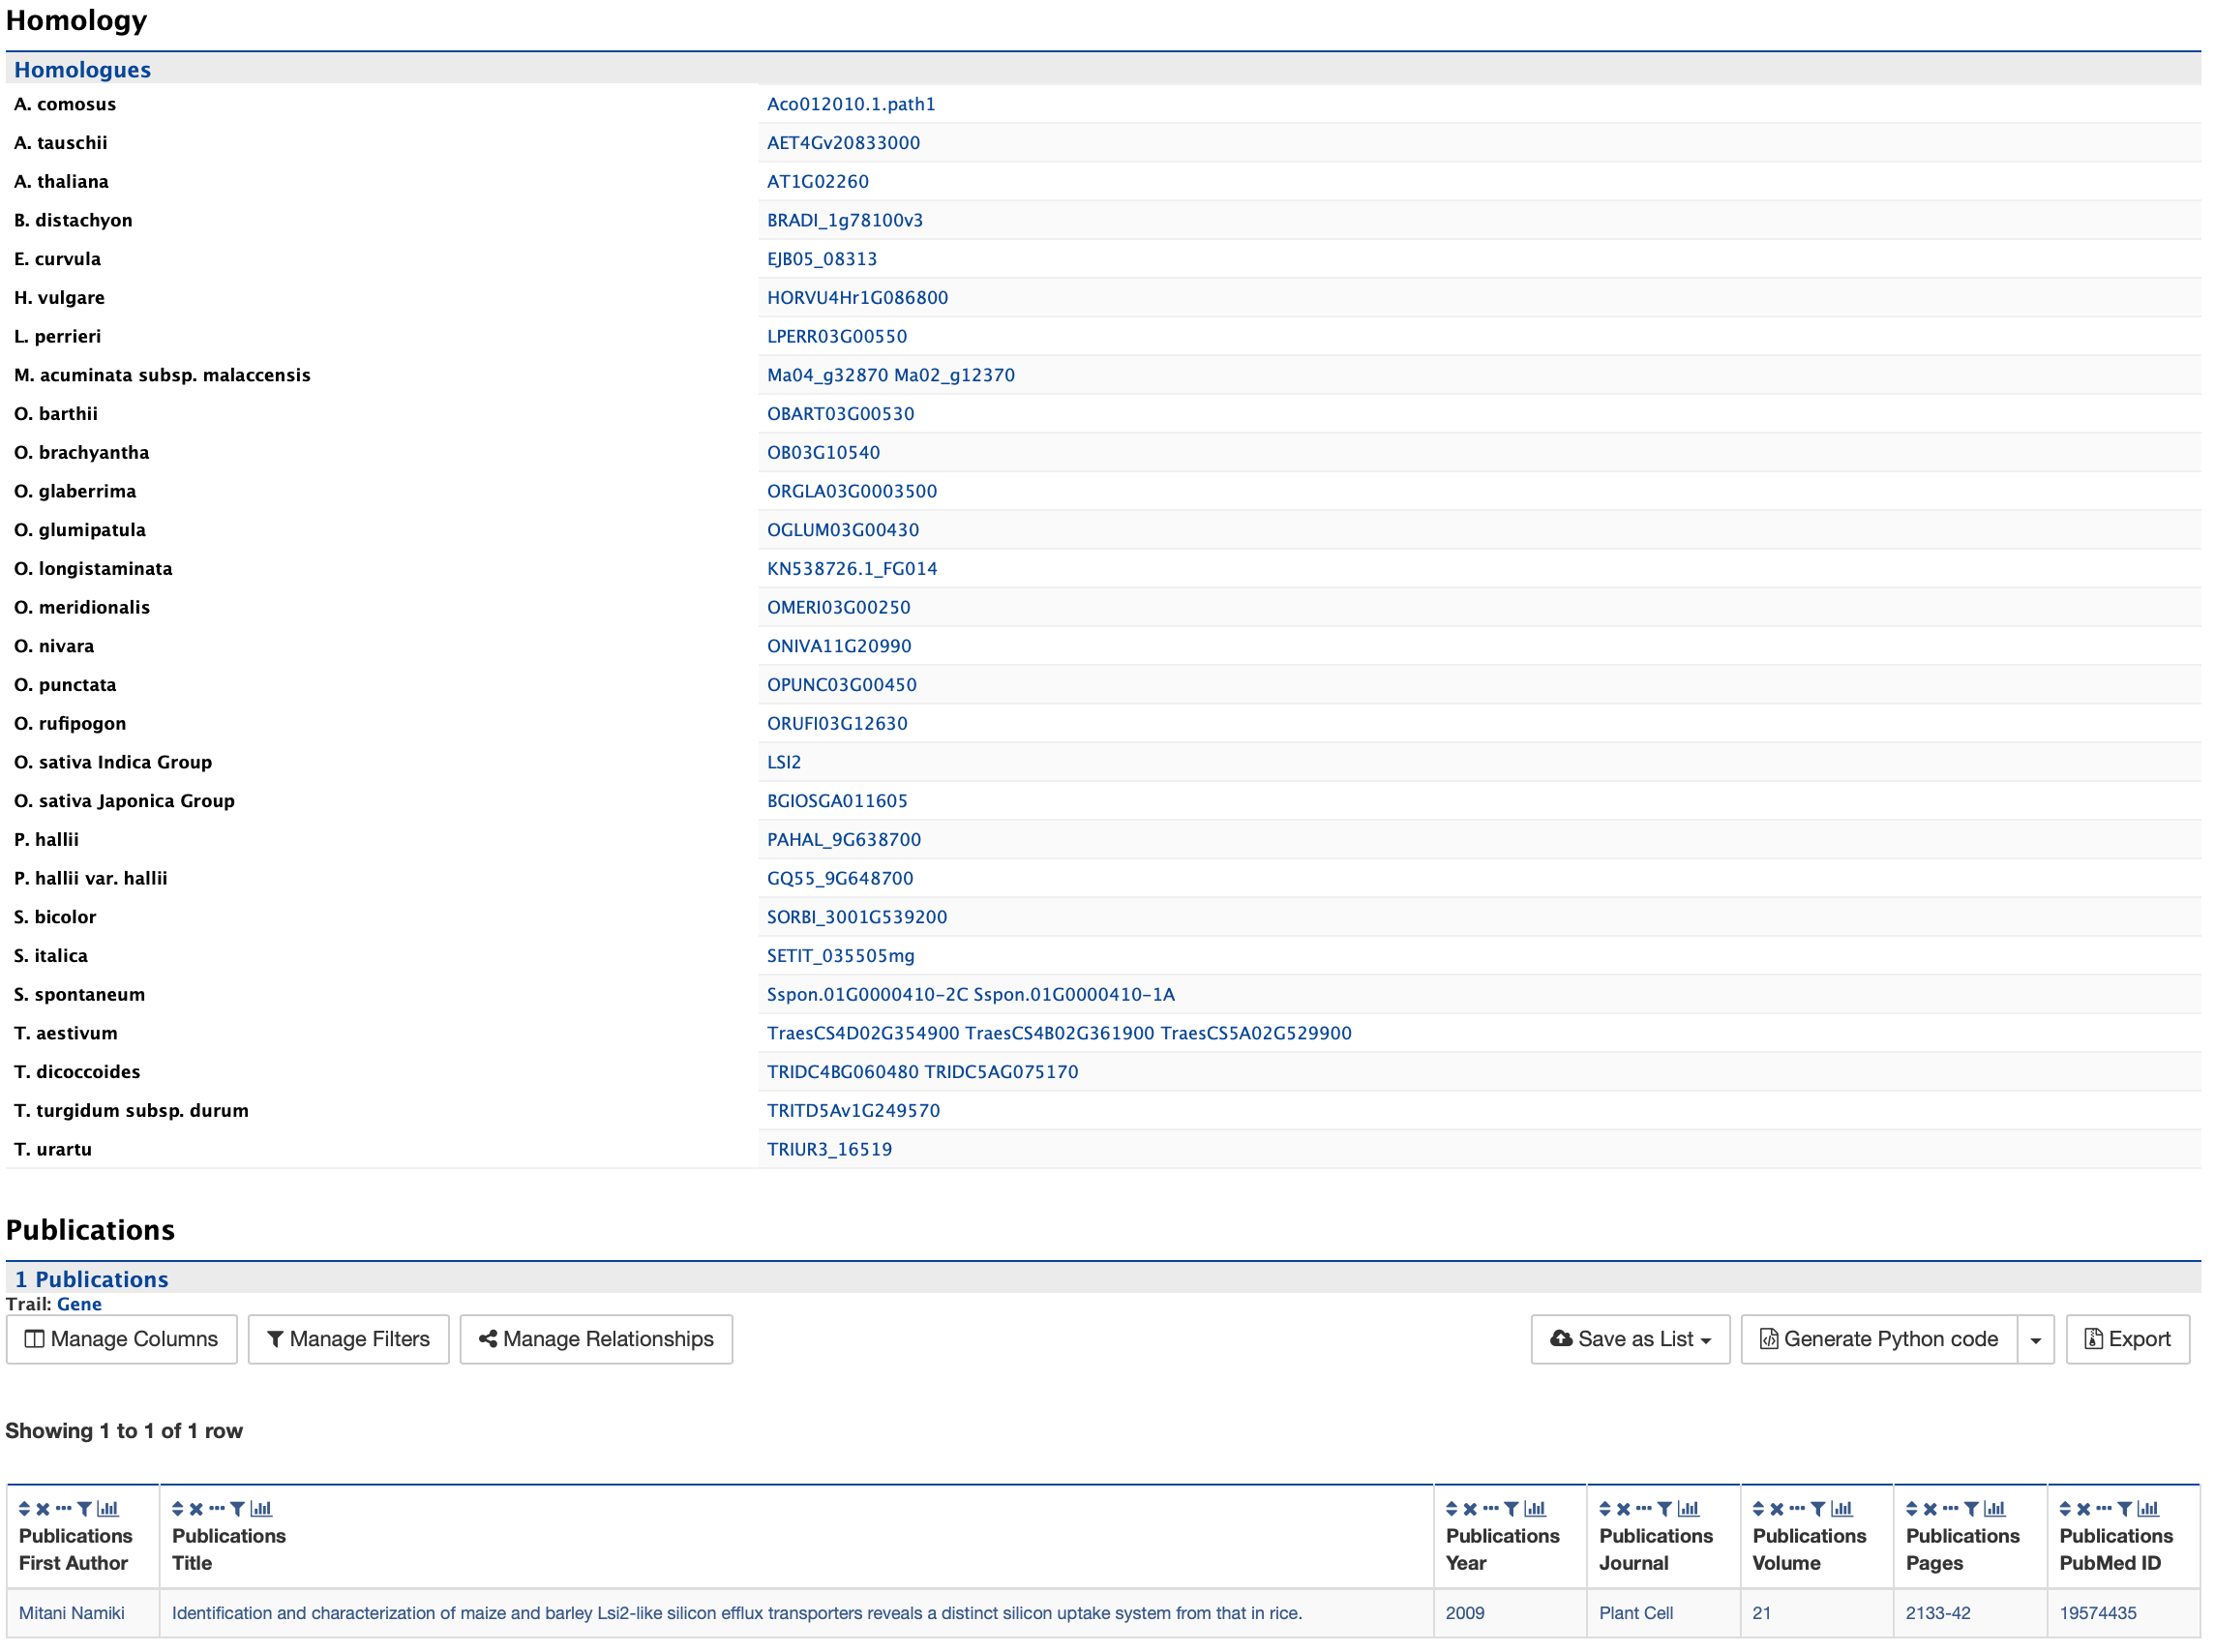 Homology
Homologues
A. comosus Aco012010.1.path1
A. tauschii AET4Gv20833000
A. thaliana AT1G02260
B. distachyon BRADI_1g78100v3
E. curvula EJB05_08313
H. vulgare HORVU4Hr1G086800
L. perrieri LPERR03G00550
M. acuminata subsp. malaccensis Ma04_g32870 Ma02_g12370
O. barthii OBART03G00530
O. brachyantha OB03G10540
O. glaberrima ORGLA03G0003500
O. glumipatula OGLUM03G00430
O. longistaminata KN538726.1_FG014
O. meridionalis OMERI03G00250
O. nivara ONIVA11G20990
O. punctata OPUNC03G00450
O. rufipogon ORUFI03G12630
O. sativa Indica Group LSI2
O. sativa Japonica Group BGIOSGA011605
P. hallii PAHAL_9G638700
P. hallii var. hallii GQ55_9G648700
S. bicolor SORBI_3001G539200
S. italica SETIT_035505mg
S. spontaneum Sspon.01G0000410-2C Sspon.01G0000410-1A
T. aestivum TraesCS4D02G354900 TraesCS4B02G361900 TraesCS5A02G529900
T. dicoccoides TRIDC4BG060480 TRIDC5AG075170
T. turgidum subsp. durum TRITD5Av1G249570
T. urartu TRIUR3_16519
Publications
1 Publications
Trail: Gene
Manage Columns Manage Filters Manage Relationships Save as List Generate Python code Export
Showing 1 to 1 of 1 row
Publications Publications Publications Publications Publications Publications Publications
First Author Title Year Journal Volume Pages PubMed ID
Mitani Namiki Identification and characterization of maize and barley Lsi2-like silicon efflux transporters reveals a distinct silicon uptake system from that in rice. 2009 Plant Cell 21 2133-42 19574435